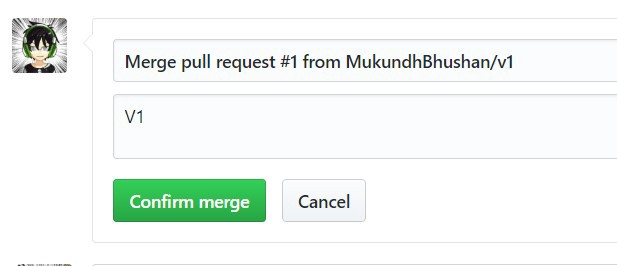 Merge pull request #1 from MukundhBhushan/v1
V1
Confirm merge
Cancel